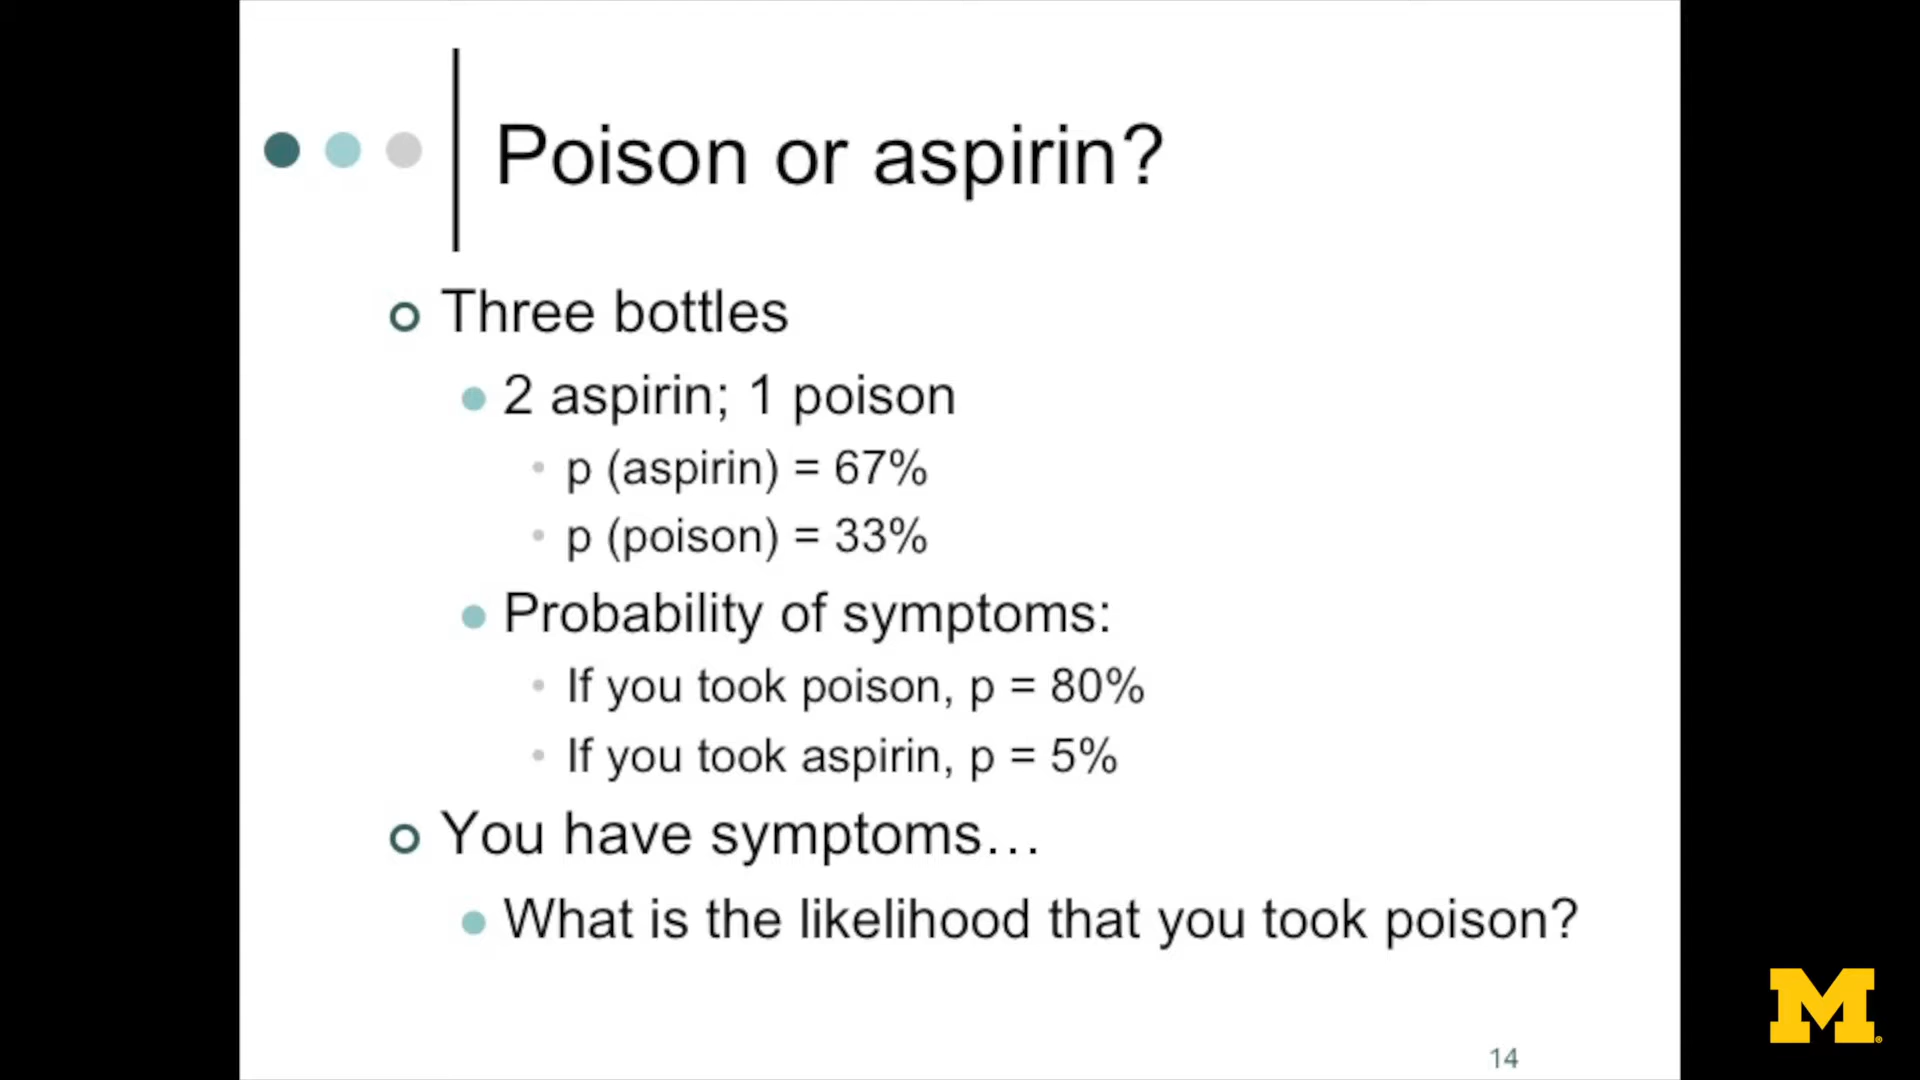 Poison or aspirin?
Three bottles
2 aspirin; 1 poison
p (aspirin) = 67%
p (poison) = 33%
Probability of symptoms:
If you took poison, p = 80%
If you took aspirin, p = 5%
You have symptoms…
What is the likelihood that you took poison?
M®
14